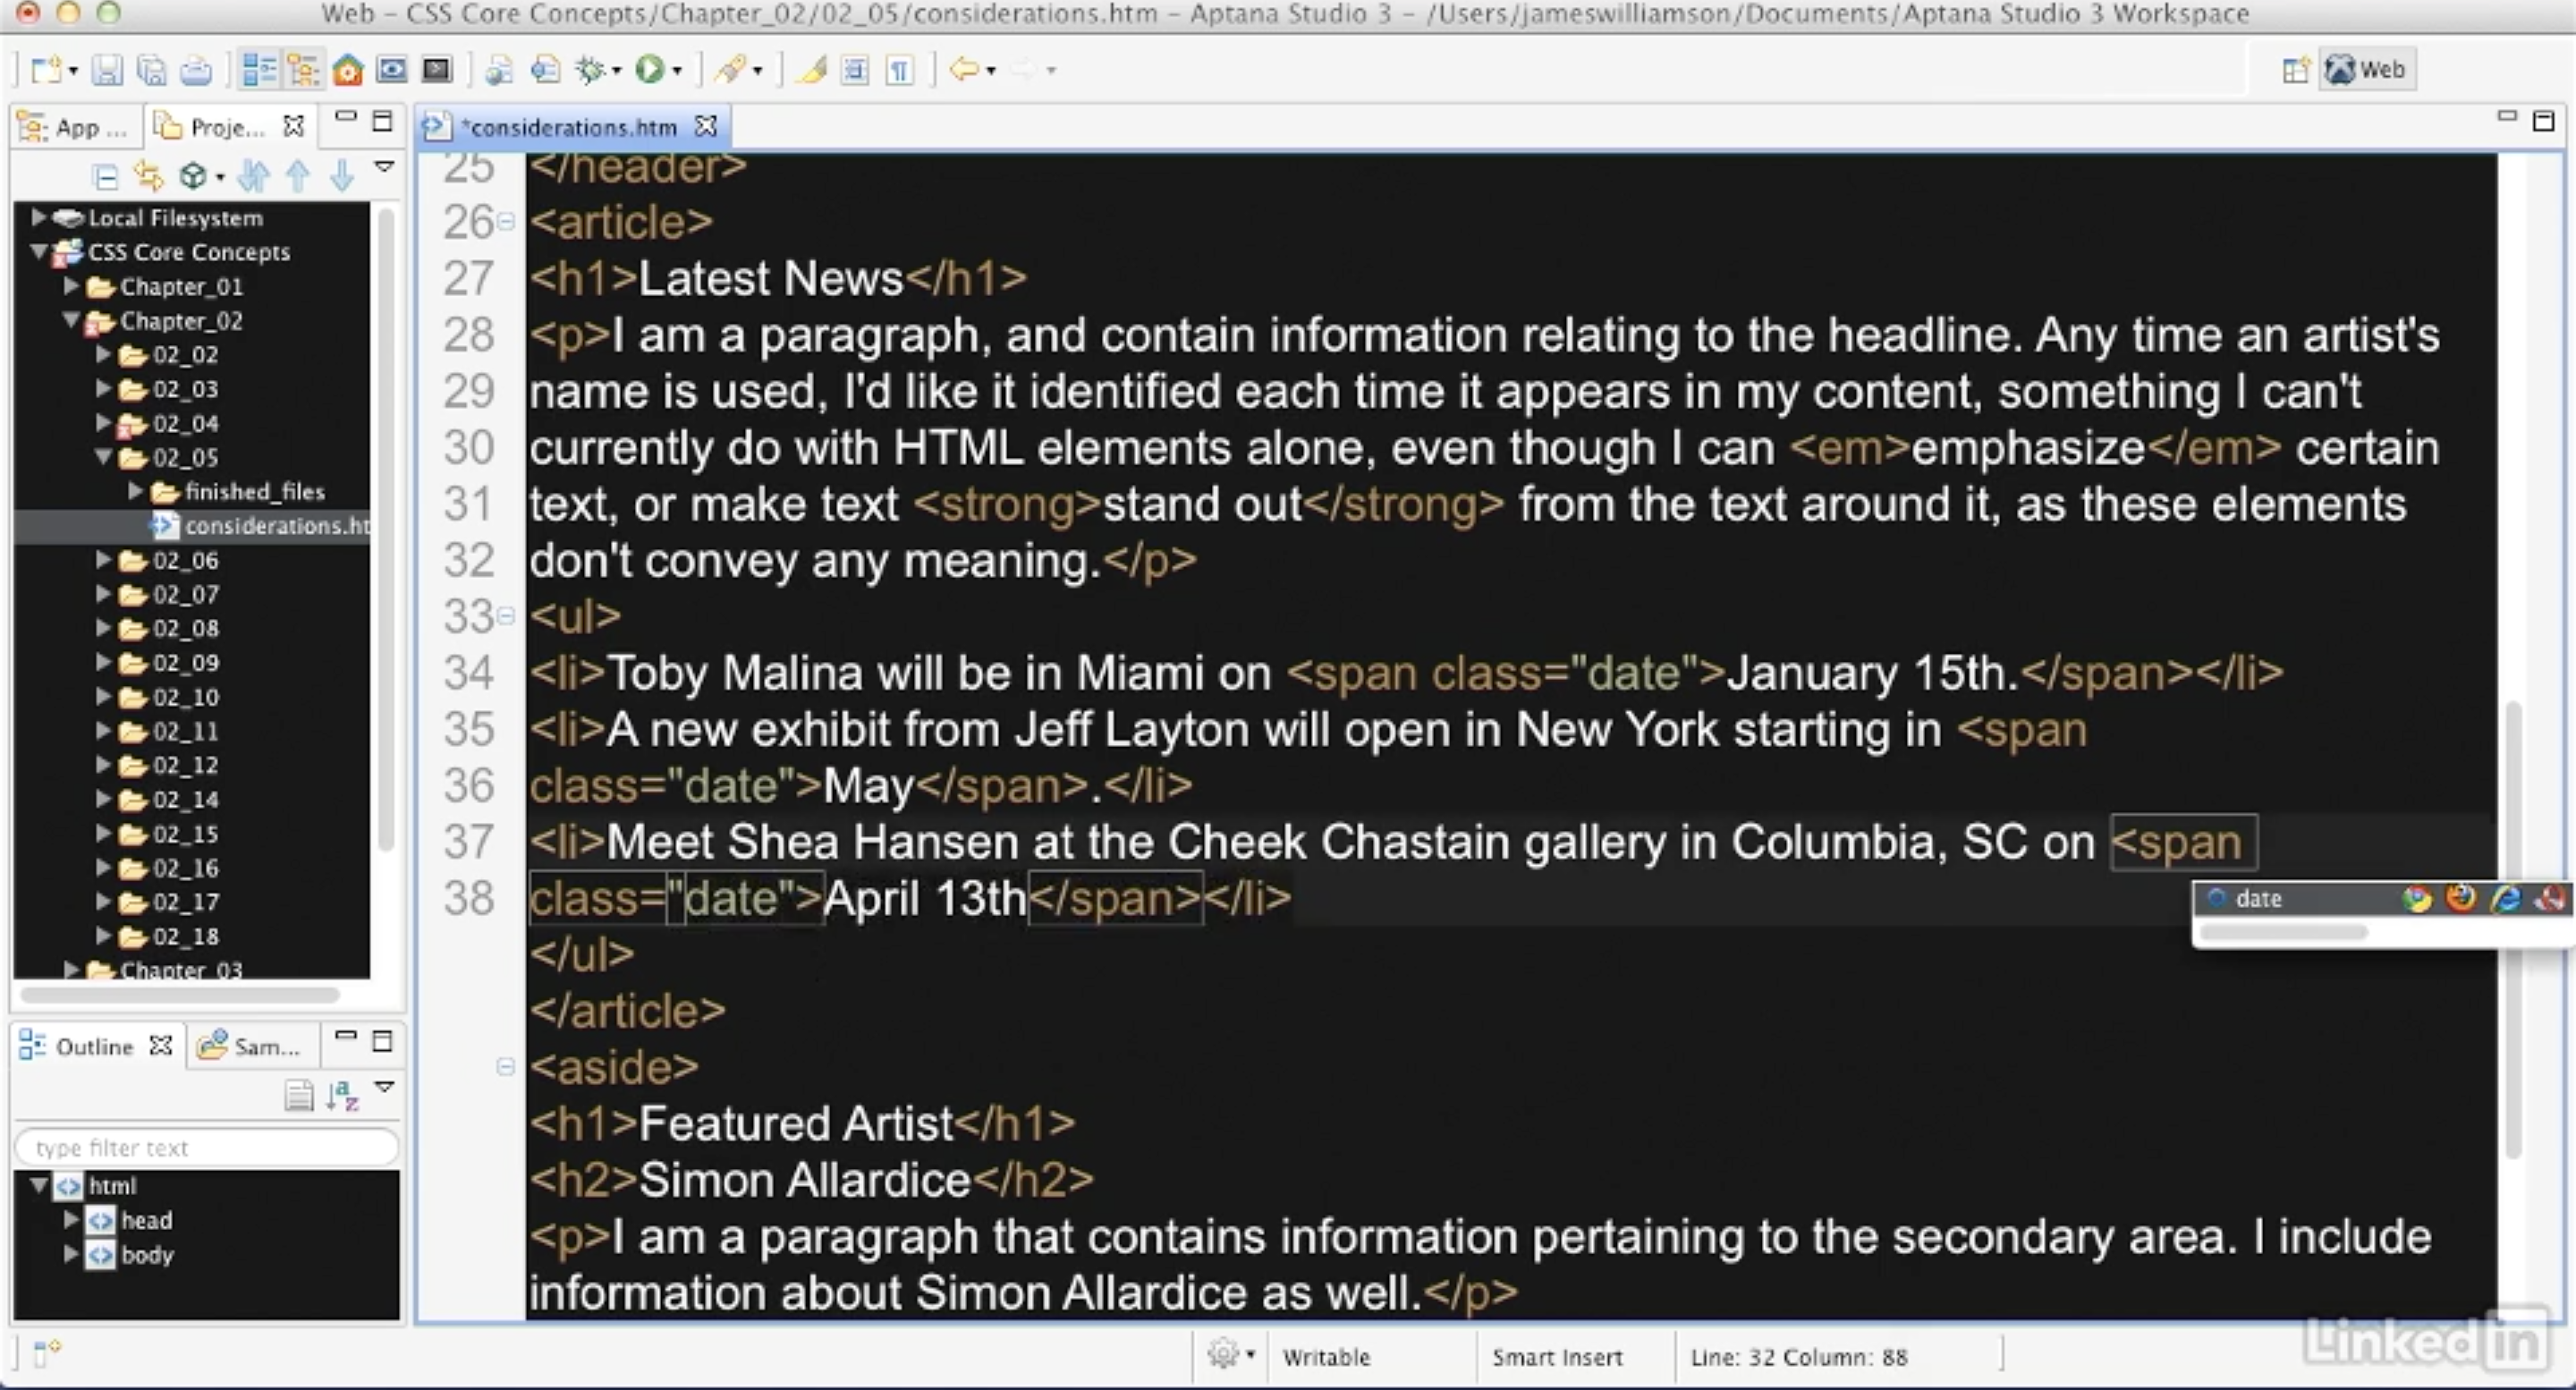 Web – CSS Core Concepts/Chapter_02/02_05/considerations.htm – Aptana Studio 3 – /Users/jameswilliamson/Documents/Aptana Studio 3 Workspace
Web
App ...
Proje...
*considerations.htm
Local Filesystem
CSS Core Concepts
Chapter_01
Chapter_02
02_02
02_03
02_04
02_05
finished_files
considerations.ht
02_06
02_07
02_08
02_09
02_10
02_11
02_12
02_14
02_15
02_16
02_17
02_18
Chapter_03
Outline
Sam...
type filter text
html
head
body
25 </header>
26 <article>
27 <h1>Latest News</h1>
28 <p>I am a paragraph, and contain information relating to the headline. Any time an artist's
29 name is used, I'd like it identified each time it appears in my content, something I can't
30 currently do with HTML elements alone, even though I can <em>emphasize</em> certain
31 text, or make text <strong>stand out</strong> from the text around it, as these elements
32 don't convey any meaning.</p>
33 <ul>
34 <li>Toby Malina will be in Miami on <span class="date">January 15th.</span></li>
35 <li>A new exhibit from Jeff Layton will open in New York starting in <span
36 class="date">May</span>.</li>
37 <li>Meet Shea Hansen at the Cheek Chastain gallery in Columbia, SC on <span
38 class="date">April 13th</span></li>
date
</ul>
</article>
<aside>
<h1>Featured Artist</h1>
<h2>Simon Allardice</h2>
<p>I am a paragraph that contains information pertaining to the secondary area. I include
information about Simon Allardice as well.</p>
Linked in
Writable
Smart Insert
Line: 32 Column: 88